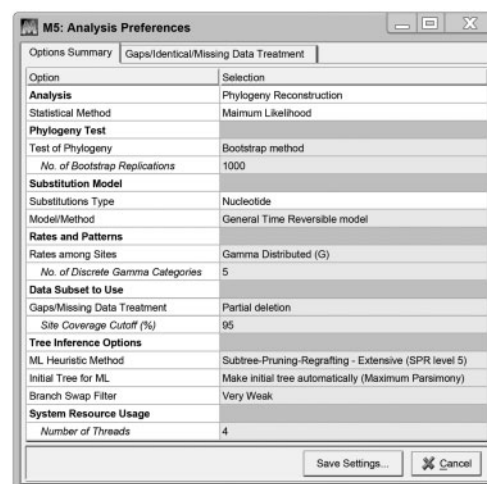 M5: Analysis Preferences
Options Summary Gaps/Identical/Missing Data Treatment
Option Selection
Analysis Phylogeny Reconstruction
Statistical Method Maimum Likelihood
Phylogeny Test
Test of Phylogeny Bootstrap method
No. of Bootstrap Replications 1000
Substitution Model
Substitutions Type Nucleotide
Model/Method General Time Reversible model
Rates and Patterns
Rates among Sites Gamma Distributed (G)
No. of Discrete Gamma Categories 5
Data Subset to Use
Gaps/Missing Data Treatment Partial deletion
Site Coverage Cutoff (%) 95
Tree Inference Options
ML Heuristic Method Subtree-Pruning-Regrafting - Extensive (SPR level 5)
Initial Tree for ML Make initial tree automatically (Maximum Parsimony)
Branch Swap Filter Very Weak
System Resource Usage
Number of Threads 4
Save Settings... Cancel